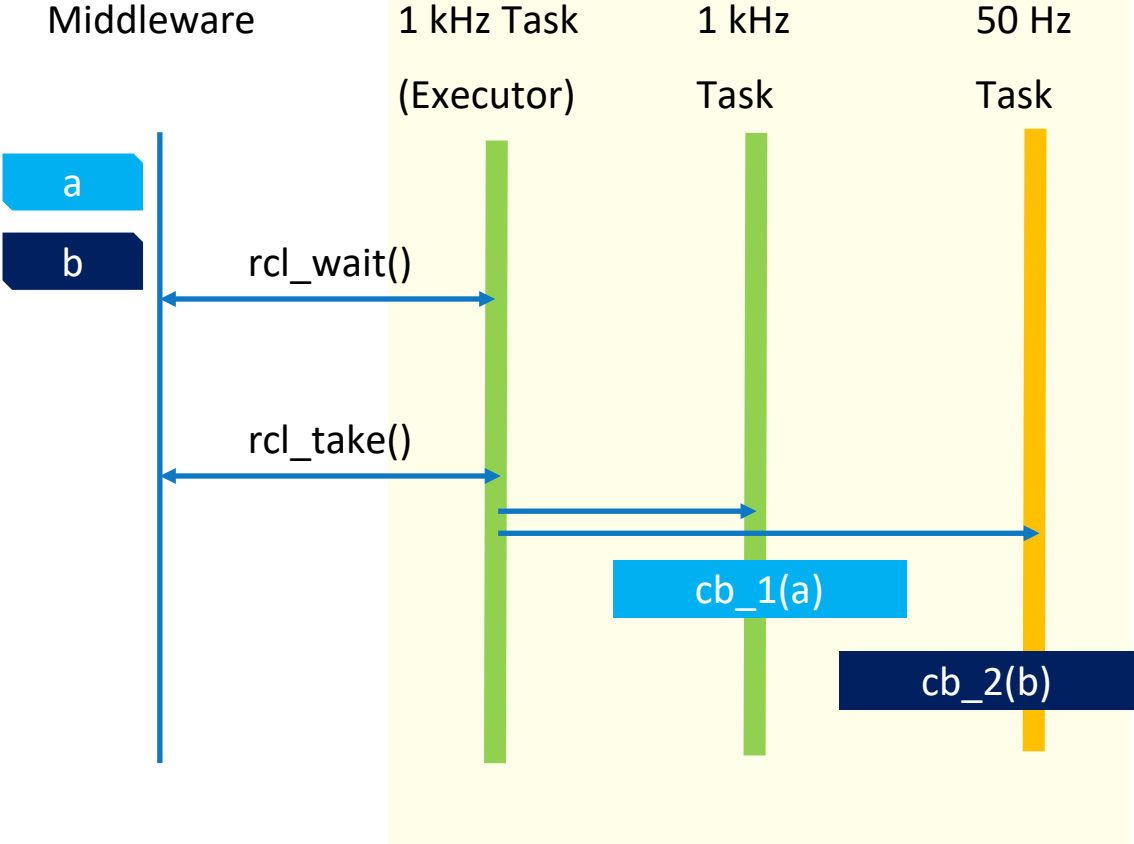 Middleware
1 kHz Task
(Executor)
1 kHz
Task
50 Hz
Task
a
b
rcl_wait()
rcl_take()
cb_1(a)
cb_2(b)